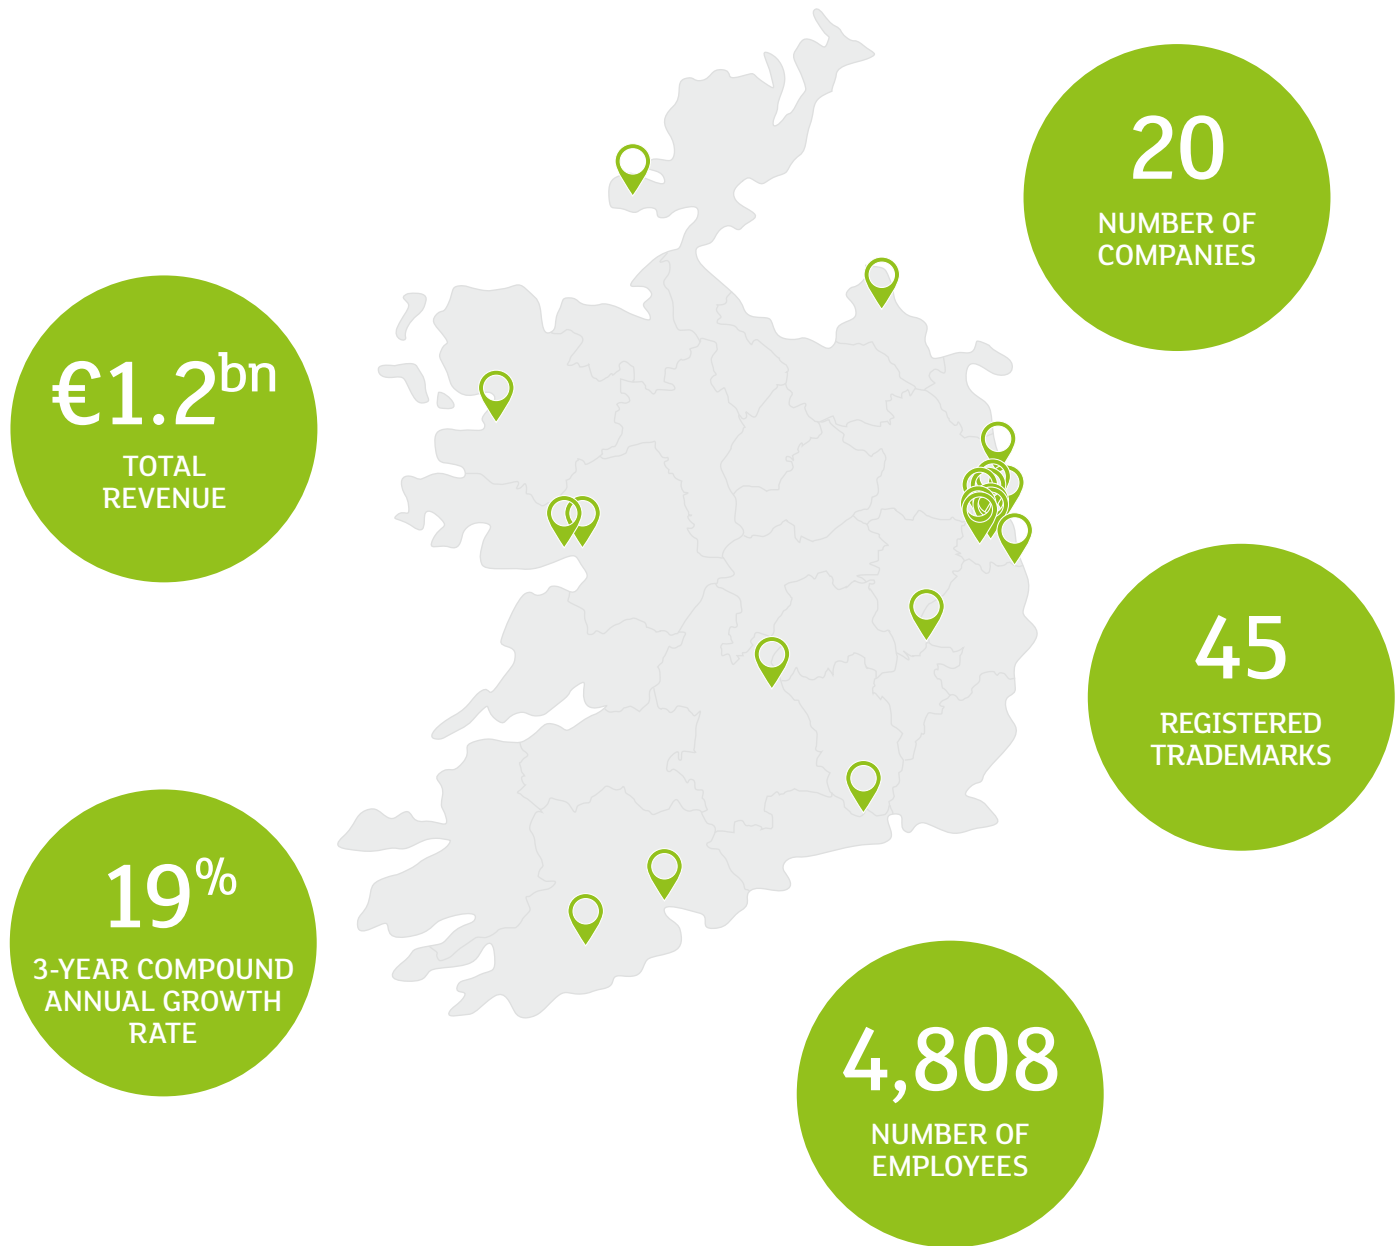 20
NUMBER OF
COMPANIES
€1.2bn
TOTAL
REVENUE
45
REGISTERED
TRADEMARKS
19%
3-YEAR COMPOUND
ANNUAL GROWTH
RATE
4,808
NUMBER OF
EMPLOYEES